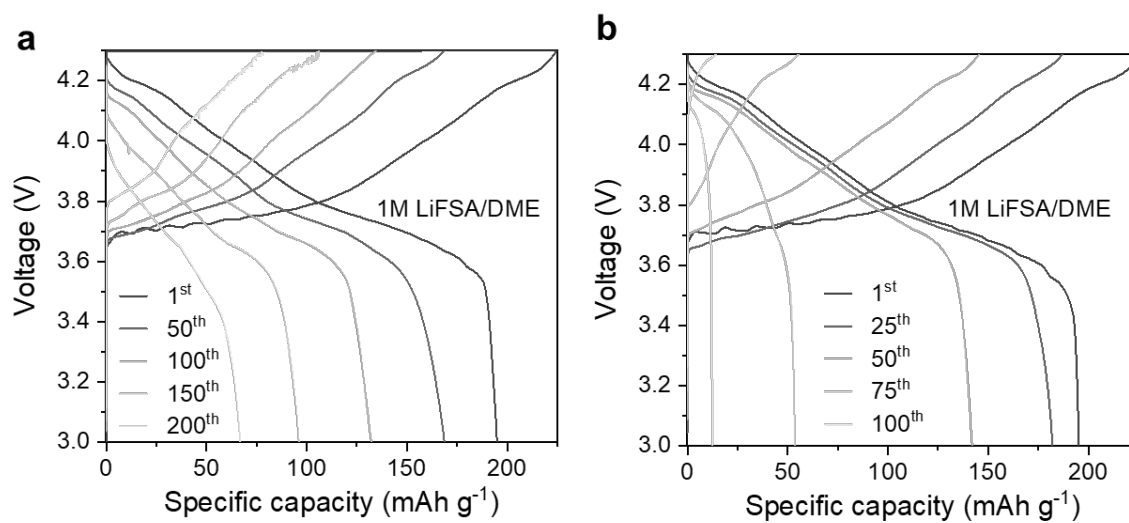 a
4.2
4.0
3.8
3.6
3.4
3.2
3.0
Voltage (V)
1M LiFSA/DME
1st
50th
100th
150th
200th
0 50 100 150 200
Specific capacity (mAh g-1)
b
4.2
4.0
3.8
3.6
3.4
3.2
3.0
Voltage (V)
1M LiFSA/DME
1st
25th
50th
75th
100th
0 50 100 150 200
Specific capacity (mAh g-1)